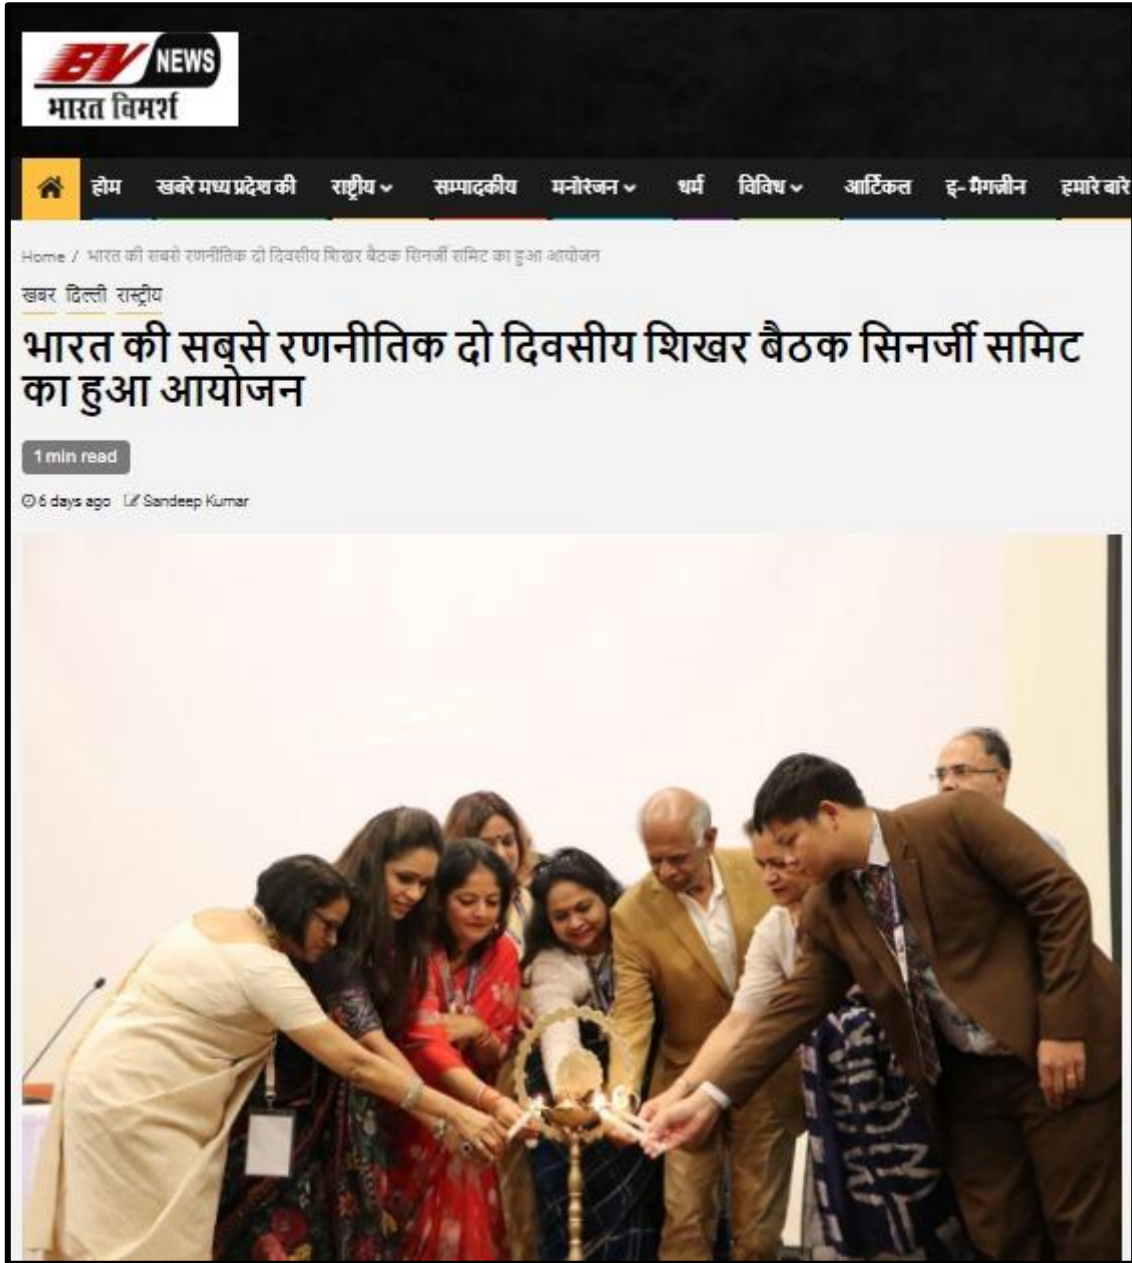 BV NEWS
भारत विमर्श
होम खबरे मध्य प्रदेश की राष्ट्रीय सम्पादकीय मनोरंजन धर्म विविध आर्टिकल इ-मैगज़ीन हमारे बारे
Home / भारत की सबसे रणनीतिक दो दिवसीय शिखर बैठक सिनर्जी समिट का हुआ आयोजन
खबर दिल्ली रास्ट्रीय
भारत की सबसे रणनीतिक दो दिवसीय शिखर बैठक सिनर्जी समिट
का हुआ आयोजन
1 min read
6 days ago Sandeep Kumar